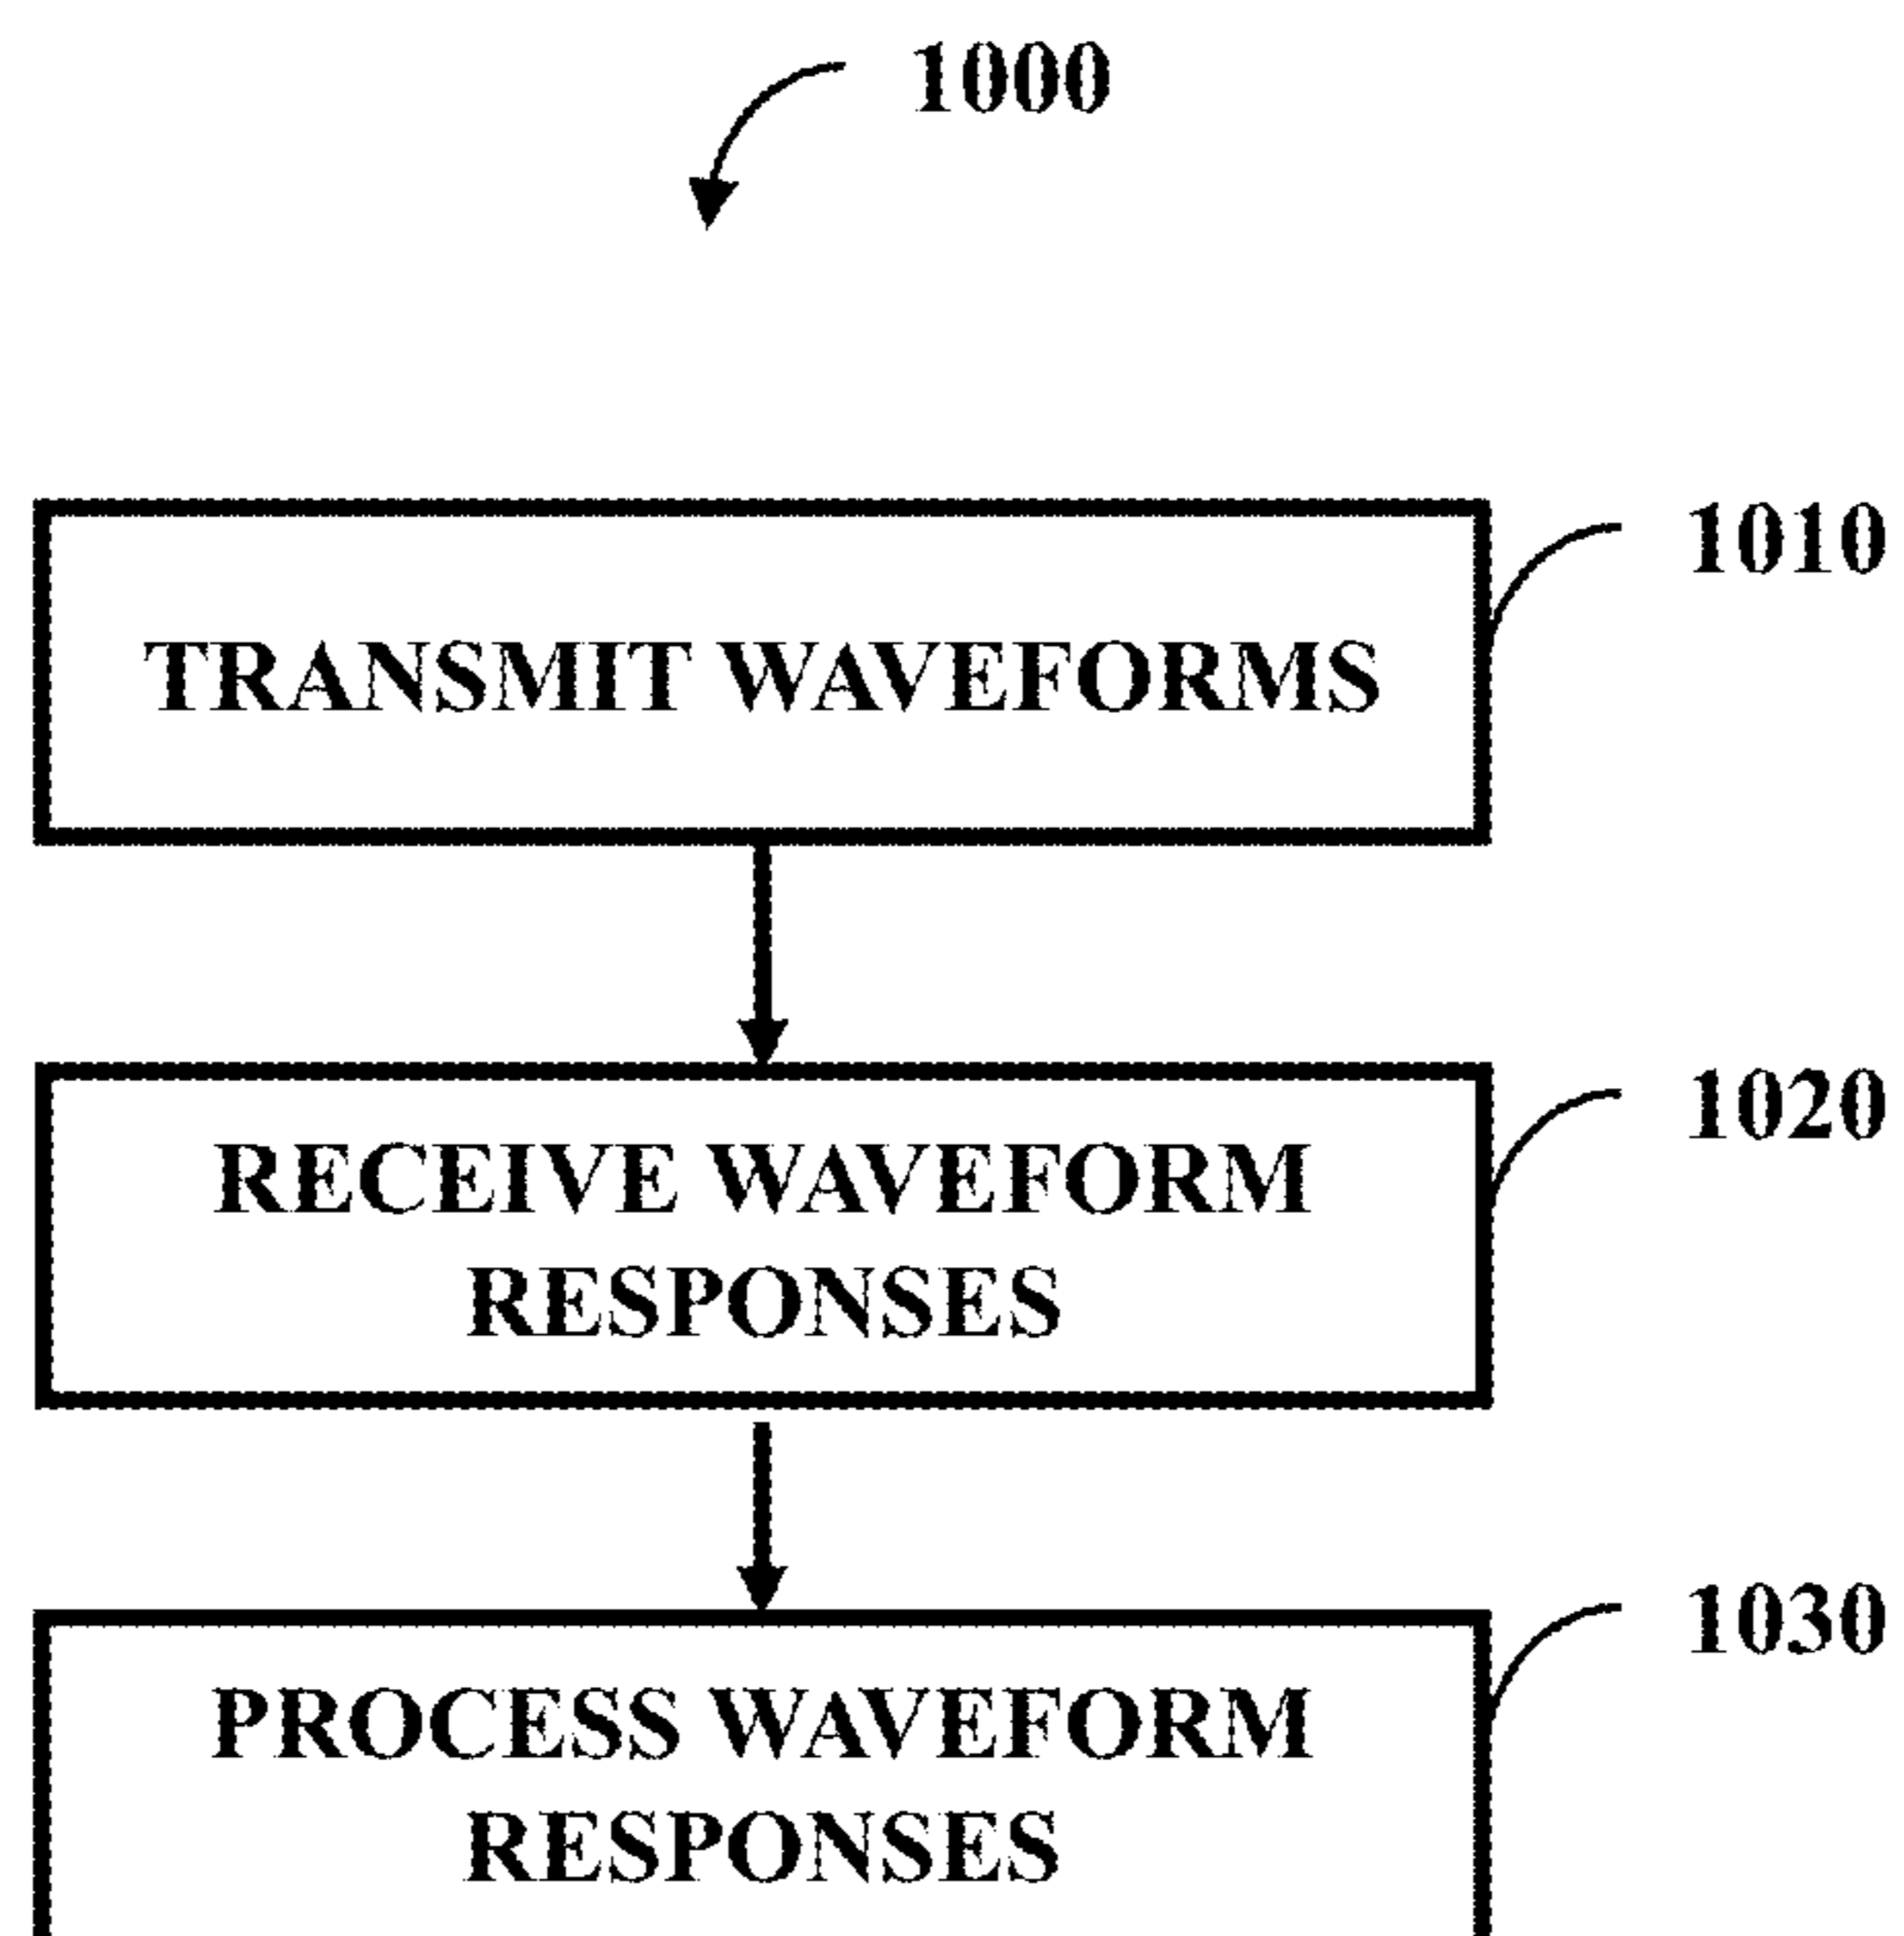 1000
1010
TRANSMIT WAVEFORMS
1020
RECEIVE WAVEFORM
RESPONSES
1030
PROCESS WAVEFORM
RESPONSES